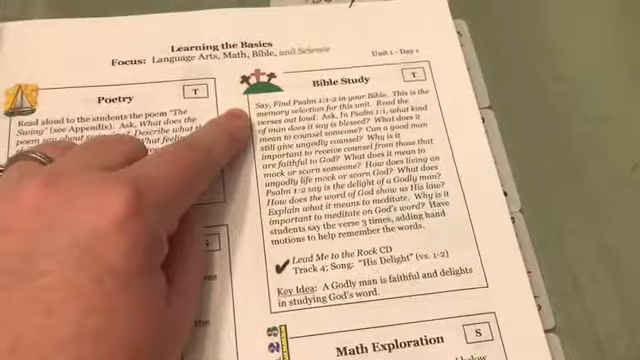 Learning the Basics
Focus: Language Arts, Math, Bible, and Science
Unit 1 - Day 1
Poetry
T
Read aloud to the students the poem "The
Swing" (see Appendix). Ask, What does the
poem say about
Describe what
What
Bible Study
T
Say, Find Psalm 1:1-2 in your Bible. This is the
memory selection for this unit. Read the
verses out loud. Ask, In Psalm 1:1, what kind
of man does it say is blessed? What does it
mean to counsel someone? Can a good man
still give ungodly counsel? Why is it
important to receive counsel from those that
are faithful to God? What does it mean to
mock or scorn someone? How does living an
ungodly life mock or scorn God? What does
Psalm 1:2 say is the delight of a Godly man?
How does the word of God show us His law?
Explain what it means to meditate. Why is it
important to meditate on God's word? Have
students say the verse 3 times, adding hand
motions to help remember the words.
Lead Me to the Rock CD
Track 4; Song: "His Delight" (vs. 1-2)
Key Idea: A Godly man is faithful and delights
in studying God's word.
S
the
Math Exploration
S
below